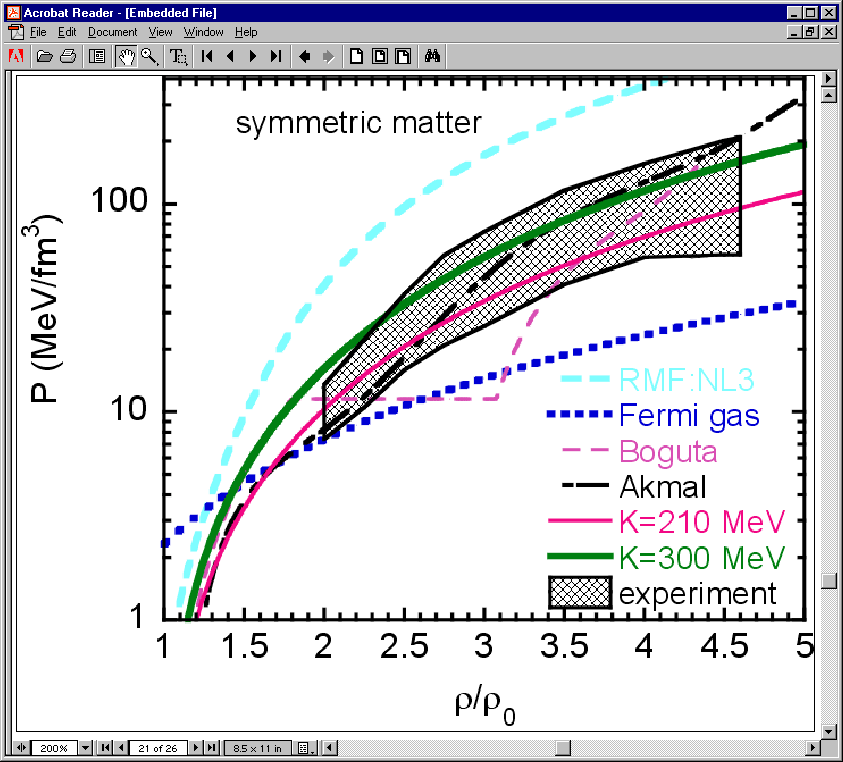 Acrobat Reader - [Embedded File]
File Edit Document View Window Help
symmetric matter
100
10
1
P (MeV/fm³)
RMF:NL3
Fermi gas
Boguta
Akmal
K=210 MeV
K=300 MeV
experiment
1 1.5 2 2.5 3 3.5 4 4.5 5
ρ/ρ₀
200% 21 of 26 8.5 x 11 in